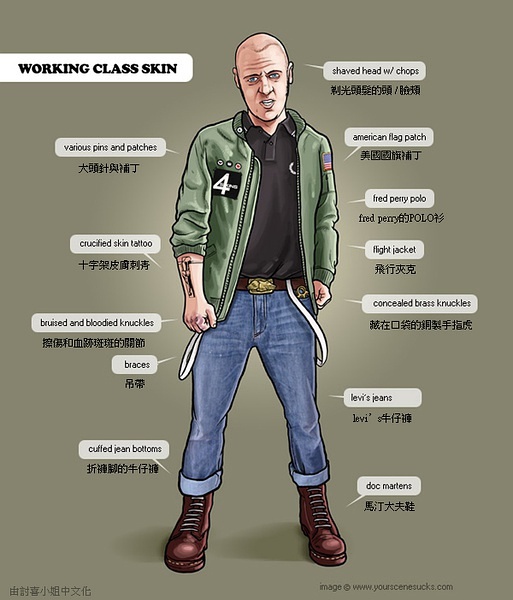 WORKING CLASS SKIN
shaved head w/ chops
剃光頭髮的頭 / 臉頰
american flag patch
美國國旗補丁
various pins and patches
大頭針與補丁
4
fred perry polo
fred perry的POLO衫
crucified skin tattoo
十字架皮膚刺青
flight jacket
飛行夾克
concealed brass knuckles
藏在口袋的銅製手指虎
bruised and bloodied knuckles
擦傷和血跡斑斑的關節
braces
吊帶
levi's jeans
levi's牛仔褲
cuffed jean bottoms
折褲腳的牛仔褲
doc martens
馬汀大夫鞋
由討喜小姐中文化
image © www.yourscenesucks.com